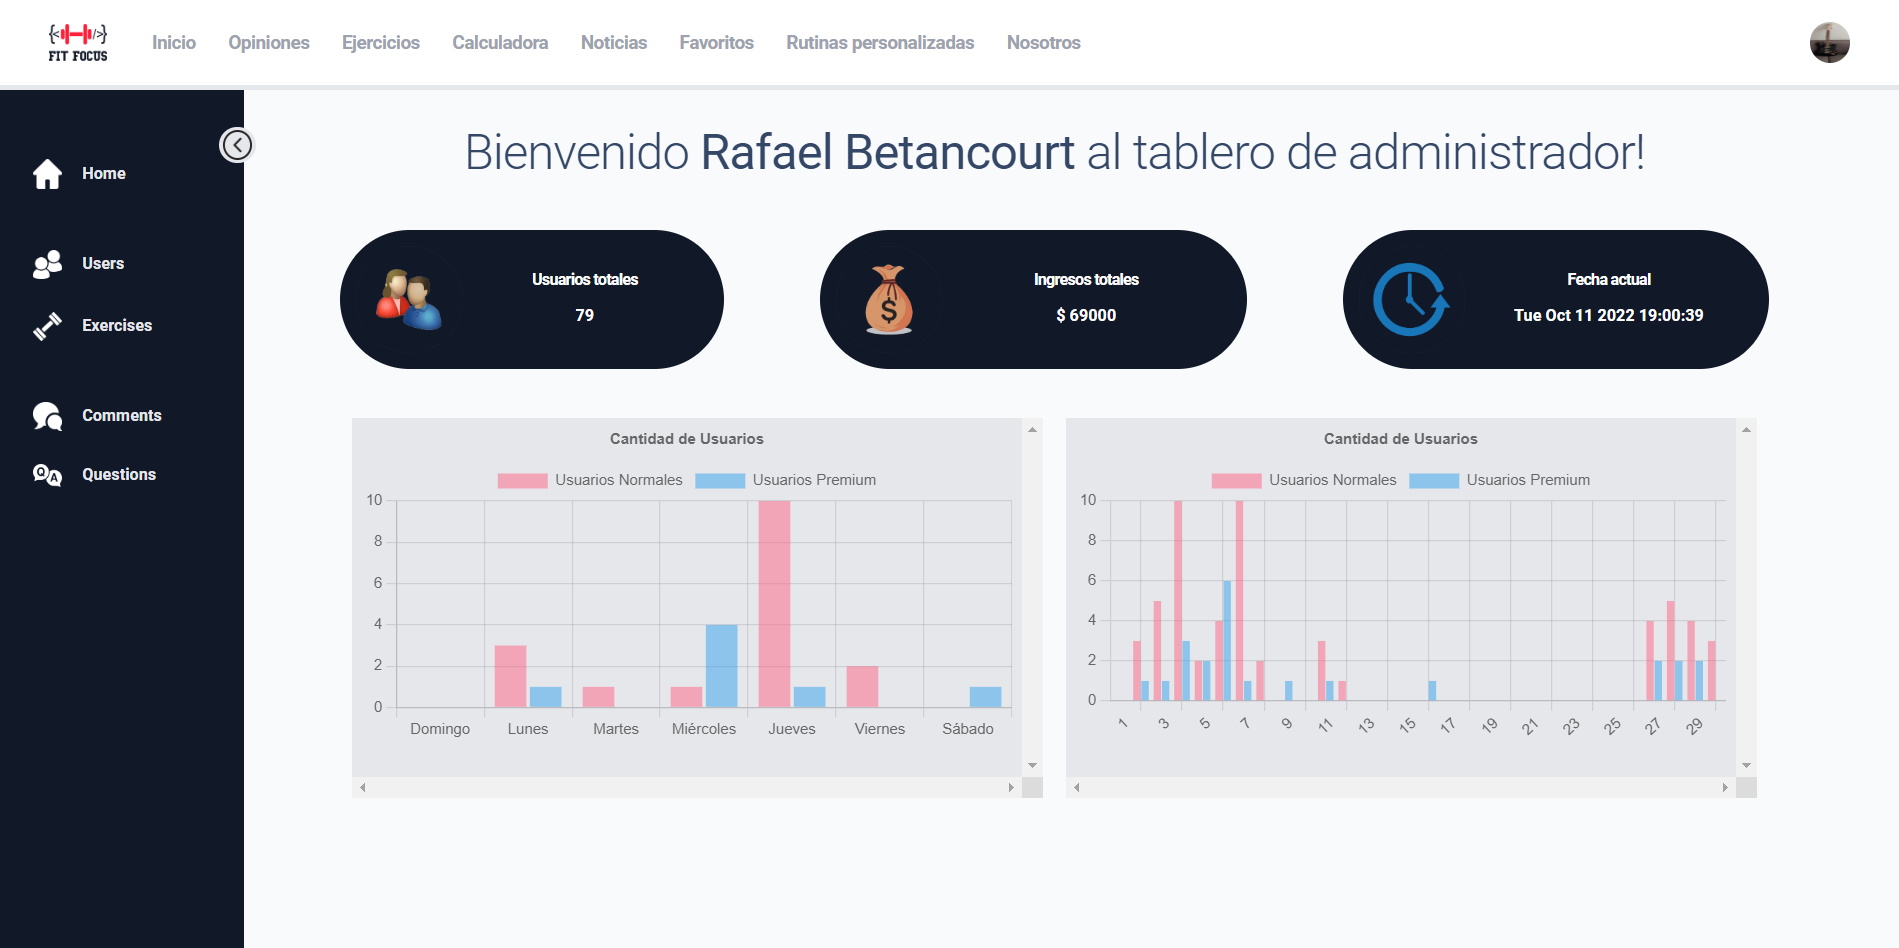 {</>}
FIT FOCUS
Inicio Opiniones Ejercicios Calculadora Noticias Favoritos Rutinas personalizadas Nosotros
Home
Users
Exercises
Comments
Questions
Bienvenido Rafael Betancourt al tablero de administrador!
Usuarios totales
79
$
Ingresos totales
$ 69000
Fecha actual
Tue Oct 11 2022 19:00:39
Cantidad de Usuarios
Usuarios Normales Usuarios Premium
10
8
6
4
2
0
Domingo Lunes Martes Miércoles Jueves Viernes Sábado
Cantidad de Usuarios
Usuarios Normales Usuarios Premium
10
8
6
4
2
0
1 3 5 7 9 11 13 15 17 19 21 23 25 27 29
Q A